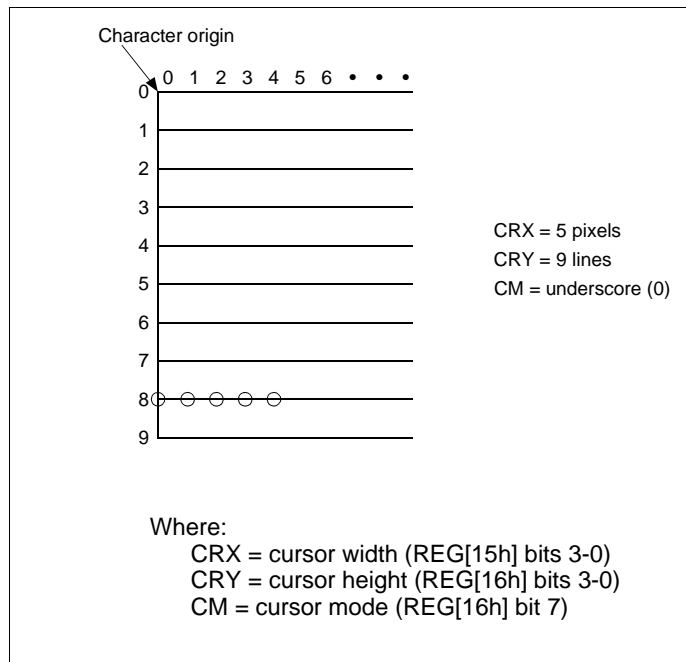 Character origin
0 1 2 3 4 5 6 • • •
0
1
2
3
4
5
6
7
8
9
CRX = 5 pixels
CRY = 9 lines
CM = underscore (0)
Where:
CRX = cursor width (REG[15h] bits 3-0)
CRY = cursor height (REG[16h] bits 3-0)
CM = cursor mode (REG[16h] bit 7)